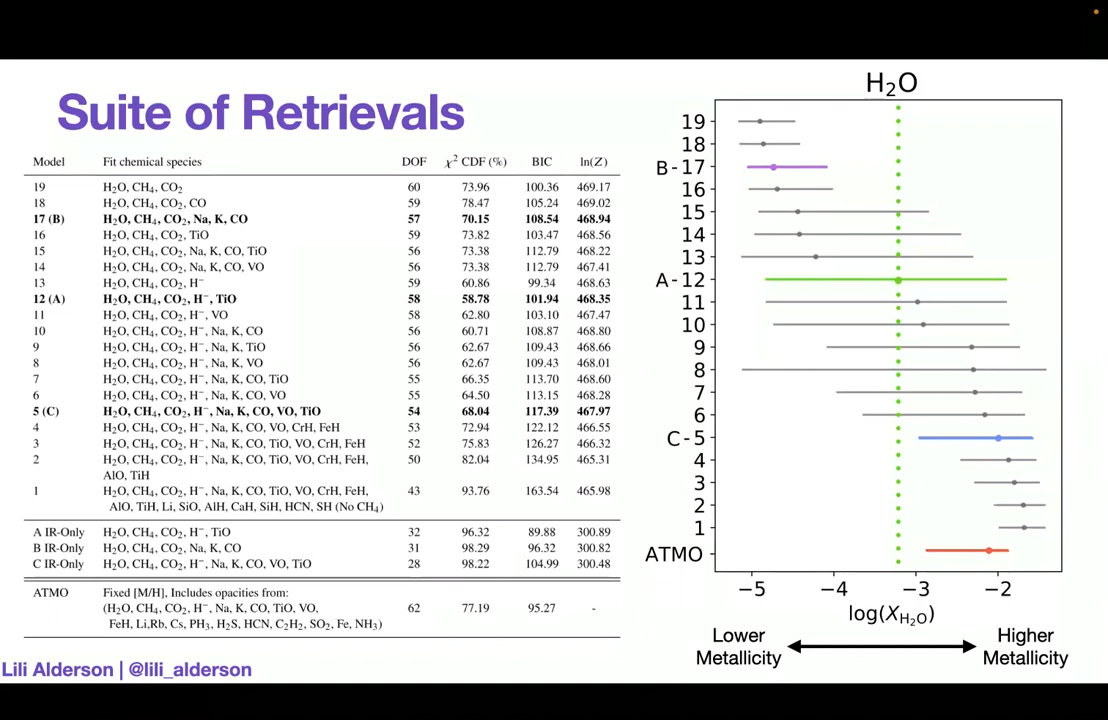 Suite of Retrievals
Model Fit chemical species DOF χ² CDF (%) BIC ln(Z)
19 H₂O, CH₄, CO₂ 60 73.96 100.36 469.17
18 H₂O, CH₄, CO₂, CO 59 78.47 105.24 469.02
17 (B) H₂O, CH₄, CO₂, Na, K, CO 57 70.15 108.54 468.94
16 H₂O, CH₄, CO₂, TiO 59 73.82 103.47 468.56
15 H₂O, CH₄, CO₂, Na, K, CO, TiO 56 73.38 112.79 468.22
14 H₂O, CH₄, CO₂, Na, K, CO, VO 56 73.38 112.79 467.41
13 H₂O, CH₄, CO₂, H⁻ 59 60.86 99.34 468.63
12 (A) H₂O, CH₄, CO₂, H⁻, TiO 58 58.78 101.94 468.35
11 H₂O, CH₄, CO₂, H⁻, VO 58 62.80 103.10 467.47
10 H₂O, CH₄, CO₂, H⁻, Na, K, CO 56 60.71 108.87 468.80
9 H₂O, CH₄, CO₂, H⁻, Na, K, TiO 56 62.67 109.43 468.66
8 H₂O, CH₄, CO₂, H⁻, Na, K, VO 56 62.67 109.43 468.01
7 H₂O, CH₄, CO₂, H⁻, Na, K, CO, TiO 55 66.35 113.70 468.60
6 H₂O, CH₄, CO₂, H⁻, Na, K, CO, VO 55 64.50 113.15 468.28
5 (C) H₂O, CH₄, CO₂, H⁻, Na, K, CO, VO, TiO 54 68.04 117.39 467.97
4 H₂O, CH₄, CO₂, H⁻, Na, K, CO, VO, CrH, FeH 53 72.94 122.12 466.55
3 H₂O, CH₄, CO₂, H⁻, Na, K, CO, TiO, VO, CrH, FeH 52 75.83 126.27 466.32
2 H₂O, CH₄, CO₂, H⁻, Na, K, CO, TiO, VO, CrH, FeH, 50 82.04 134.95 465.31
AlO, TiH
1 H₂O, CH₄, CO₂, H⁻, Na, K, CO, TiO, VO, CrH, FeH, 43 93.76 163.54 465.98
AlO, TiH, Li, SiO, AlH, CaH, SiH, HCN, SH (No CH₄)
A IR-Only H₂O, CH₄, CO₂, H⁻, TiO 32 96.32 89.88 300.89
B IR-Only H₂O, CH₄, CO₂, Na, K, CO 31 98.29 96.32 300.82
C IR-Only H₂O, CH₄, CO₂, H⁻, Na, K, CO, VO, TiO 28 98.22 104.99 300.48
ATMO Fixed [M/H], Includes opacities from:
(H₂O, CH₄, CO₂, H⁻, Na, K, CO, TiO, VO, 62 77.19 95.27 -
FeH, Li,Rb, Cs, PH₃, H₂S, HCN, C₂H₂, SO₂, Fe, NH₃)
Lili Alderson | @lili_alderson
H₂O
19
18
B-17
16
15
14
13
A-12
11
10
9
8
7
6
C-5
4
3
2
1
ATMO
−5 −4 −3 −2
log(X_H₂O)
Lower Higher
Metallicity Metallicity